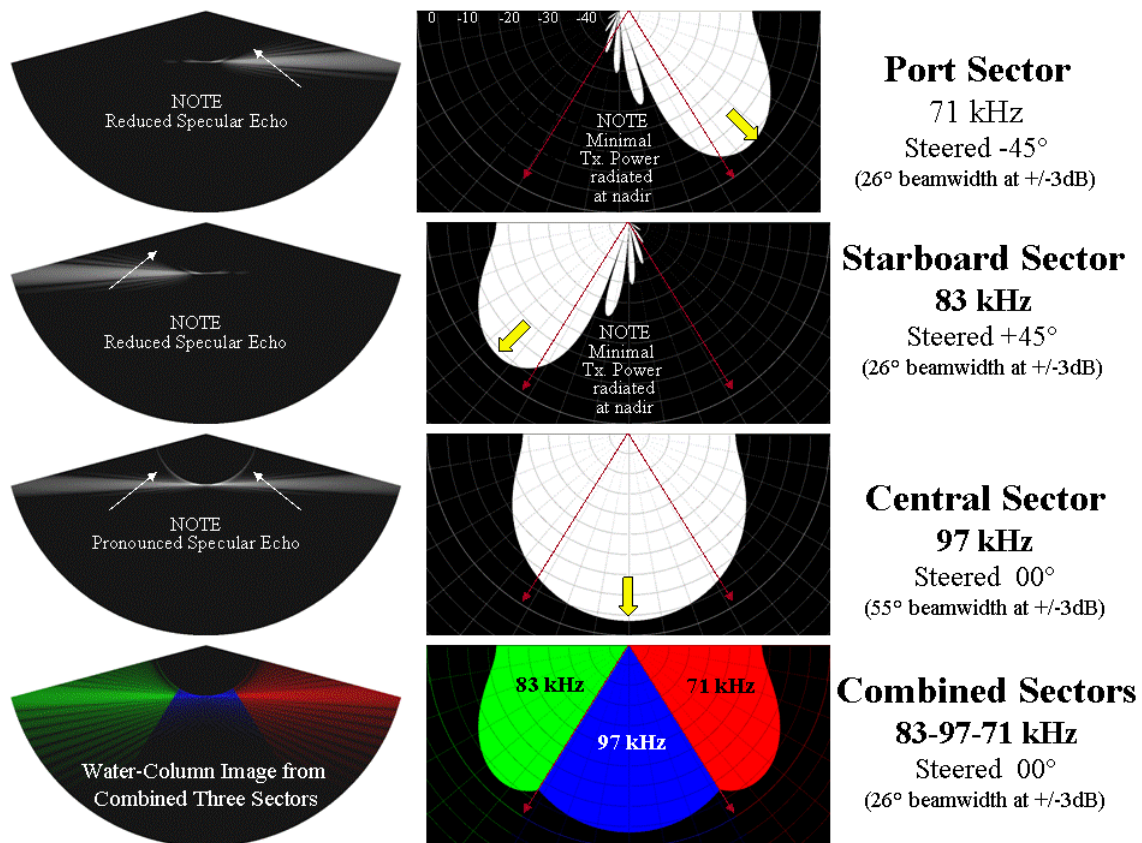 0 -10 -20 -30 -40
NOTE
Reduced Specular Echo
NOTE
Minimal
Tx. Power
radiated
at nadir
Port Sector
71 kHz
Steered -45°
(26° beamwidth at +/-3dB)
NOTE
Reduced Specular Echo
NOTE
Minimal
Tx. Power
radiated
at nadir
Starboard Sector
83 kHz
Steered +45°
(26° beamwidth at +/-3dB)
NOTE
Pronounced Specular Echo
Central Sector
97 kHz
Steered 00°
(55° beamwidth at +/-3dB)
Water-Column Image from
Combined Three Sectors
83 kHz
71 kHz
97 kHz
Combined Sectors
83-97-71 kHz
Steered 00°
(26° beamwidth at +/-3dB)